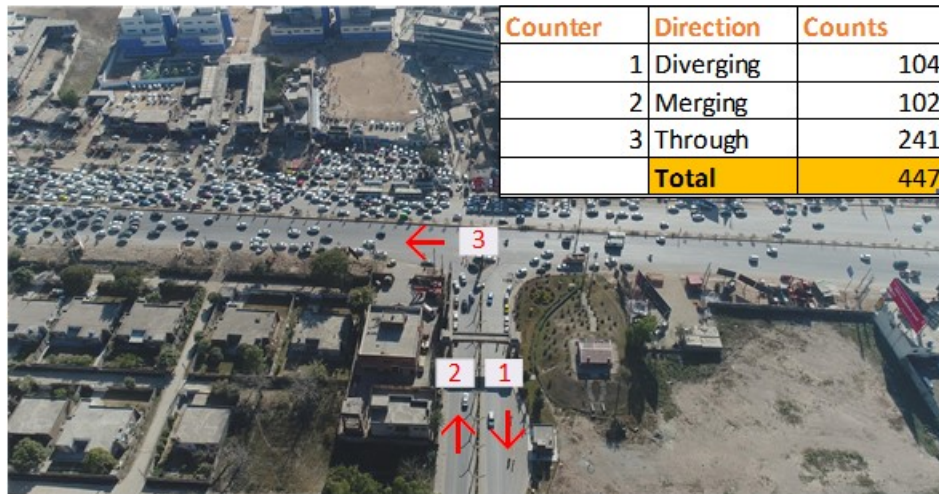 Counter Direction Counts
1 Diverging 104
2 Merging 102
3 Through 241
Total 447
3
2 1